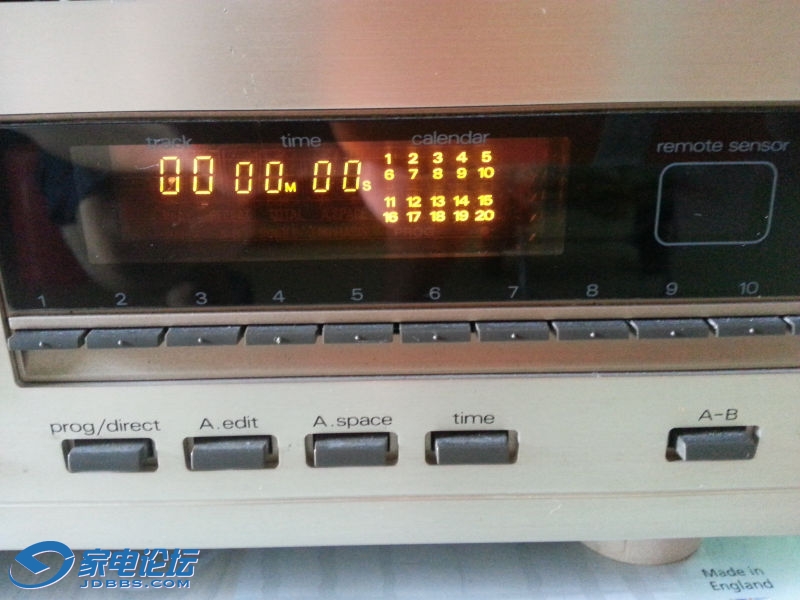 track time calendar
remote sensor
00 00M 00S
1 2 3 4 5
6 7 8 9 10
11 12 13 14 15
16 17 18 19 20
1 2 3 4 5 6 7 8 9 10
prog/direct A.edit A.space time A-B
家电论坛
JDBBS.COM
Made in
England